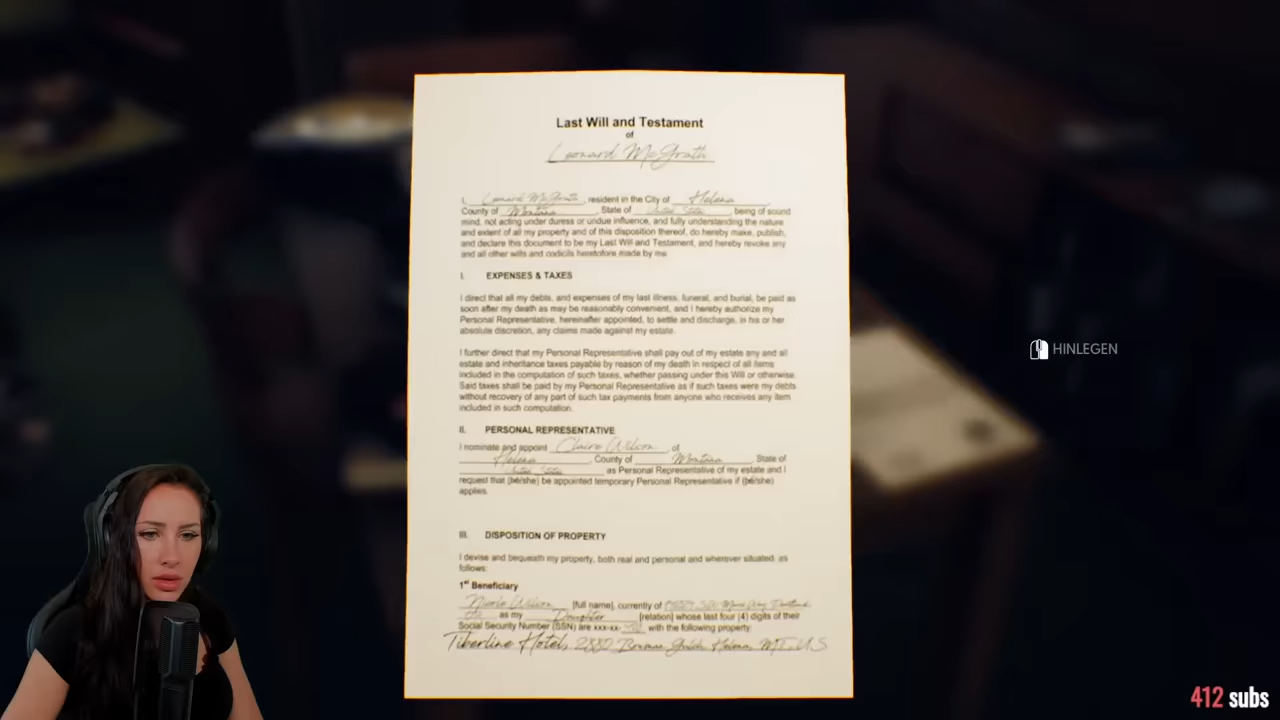 Last Will and Testament
of
Leonard McGrath
I, Leonard McGrath, resident in the City of Helena
County of Montana State of United States, being of sound
mind, not acting under duress or undue influence, and fully understanding the nature
and extent of all my property and of this disposition thereof, do hereby make, publish,
and declare this document to be my Last Will and Testament, and hereby revoke any
and all other wills and codicils heretofore made by me.
I. EXPENSES & TAXES
I direct that all my debts, and expenses of my last illness, funeral, and burial, be paid as
soon after my death as may be reasonably convenient, and I hereby authorize my
Personal Representative, hereinafter appointed, to settle and discharge, in his or her
absolute discretion, any claims made against my estate.
I further direct that my Personal Representative shall pay out of my estate any and all
estate and inheritance taxes payable by reason of my death in respect of all items
included in the computation of such taxes, whether passing under this Will or otherwise.
Said taxes shall be paid by my Personal Representative as if such taxes were my debts
without recovery of any part of such tax payments from anyone who receives any item
included in such computation.
II. PERSONAL REPRESENTATIVE
I nominate and appoint Claire Wilson, of
Helena, County of Montana, State of
United States as Personal Representative of my estate and I
request that (he/she) be appointed temporary Personal Representative if (he/she)
applies.
III. DISPOSITION OF PROPERTY
I devise and bequeath my property, both real and personal and wherever situated, as
follows:
1st Beneficiary
Nicole Wilson [full name], currently of Portland
as my Daughter [relation] whose last four (4) digits of their
Social Security Number (SSN) are xxx-xx- with the following property:
Tiberline Hotel, 2880 Helena, MT, US
HINLEGEN
412 subs